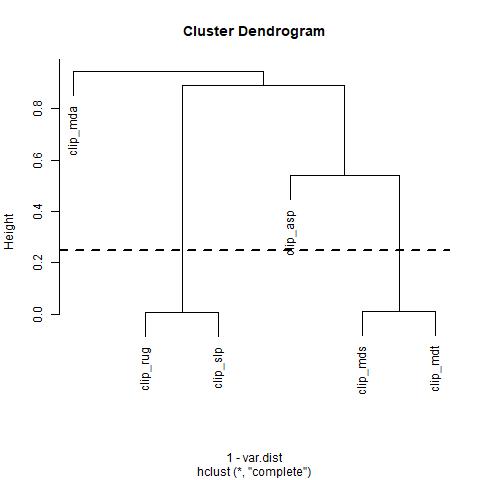 Cluster Dendrogram
Height
0.0
0.2
0.4
0.6
0.8
clip_mda
clip_rug
clip_slp
clip_asp
clip_mds
clip_mdt
1 - var.dist
hclust (*, "complete")